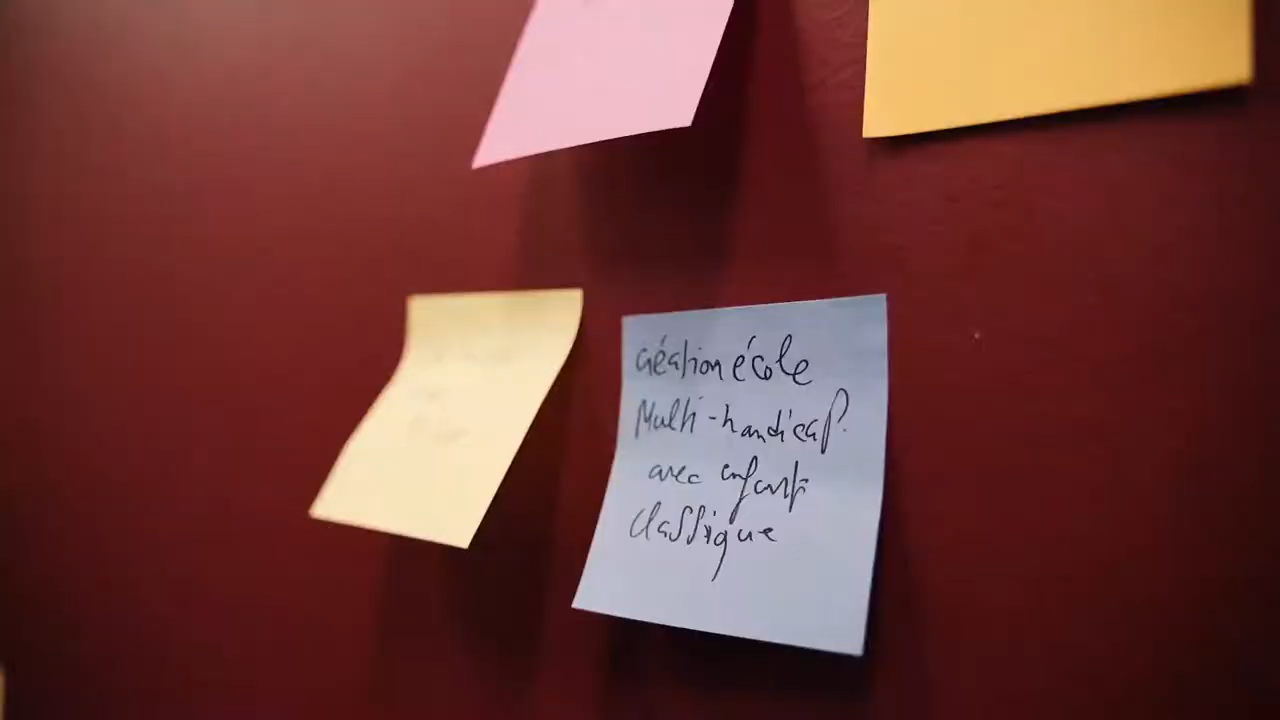 création école
Multi-handicap.
avec enfants
classique